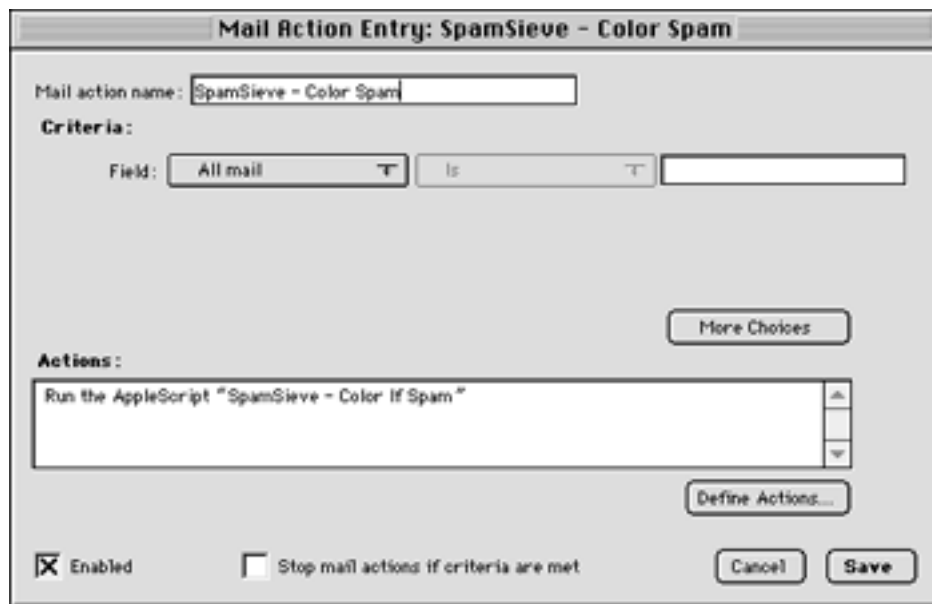 Mail Action Entry: SpamSieve - Color Spam
Mail action name: SpamSieve - Color Spam
Criteria:
Field: All mail Is
More Choices
Actions:
Run the AppleScript "SpamSieve - Color If Spam"
Define Actions...
Enabled Stop mail actions if criteria are met Cancel Save